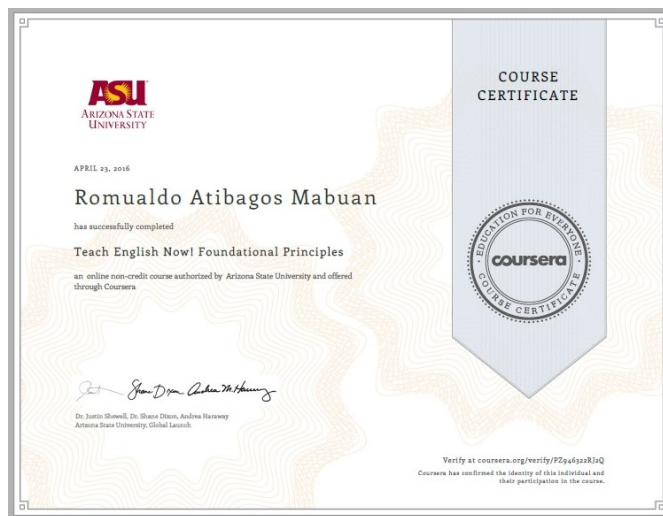 ASU
ARIZONA STATE
UNIVERSITY
APRIL 23, 2016
Romualdo Atibagos Mabuan
has successfully completed
Teach English Now! Foundational Principles
an online non-credit course authorized by Arizona State University and offered
through Coursera
Dr. Justin Shewell, Dr. Shane Dixon, Andrea Haraway
Arizona State University, Global Launch
COURSE
CERTIFICATE
EDUCATION FOR EVERYONE
coursera
COURSE CERTIFICATE
Verify at coursera.org/verify/PZ946322RJ2Q
Coursera has confirmed the identity of this individual and
their participation in the course.